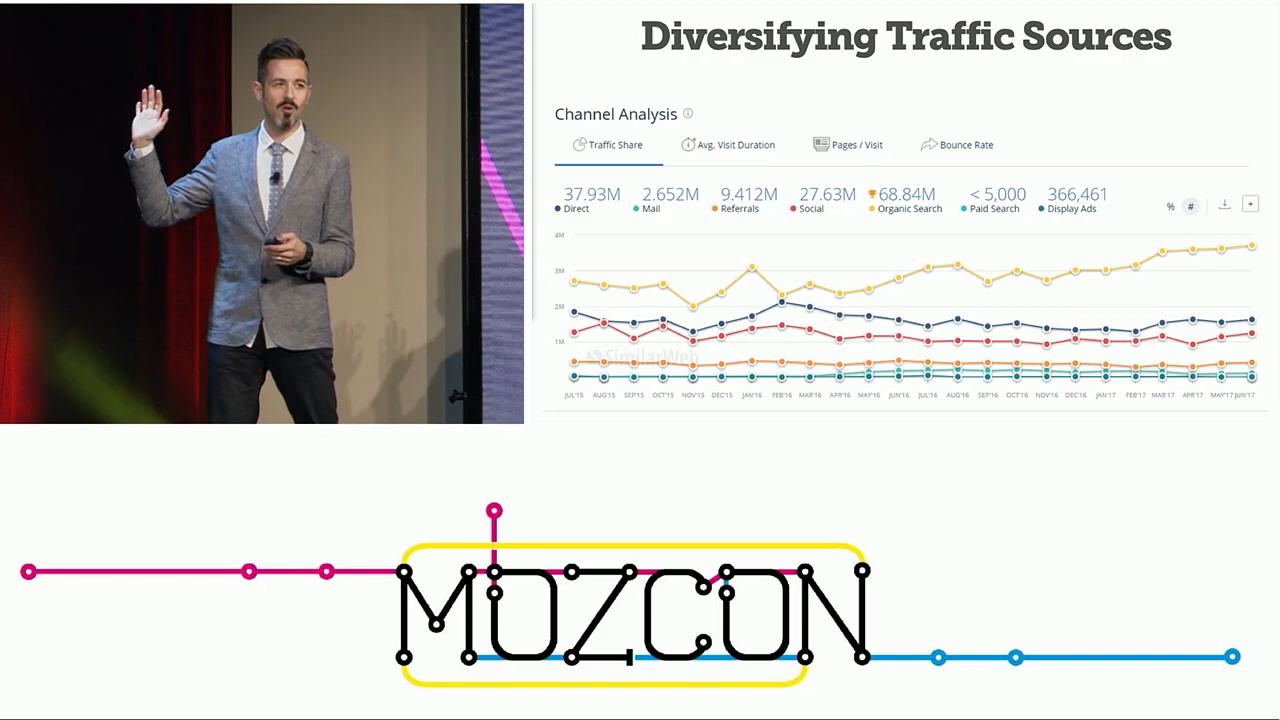 Diversifying Traffic Sources
Channel Analysis
Traffic Share Avg. Visit Duration Pages / Visit Bounce Rate
37.93M 2.652M 9.412M 27.63M 68.84M < 5,000 366,461
Direct Mail Referrals Social Organic Search Paid Search Display Ads % #
4M
3M
2M
1M
SimilarWeb
JUL'15 AUG'15 SEP'15 OCT'15 NOV'15 DEC'15 JAN'16 FEB'16 MAR'16 APR'16 MAY'16 JUN'16 JUL'16 AUG'16 SEP'16 OCT'16 NOV'16 DEC'16 JAN'17 FEB'17 MAR'17 APR'17 MAY'17 JUN'17
MOZCON